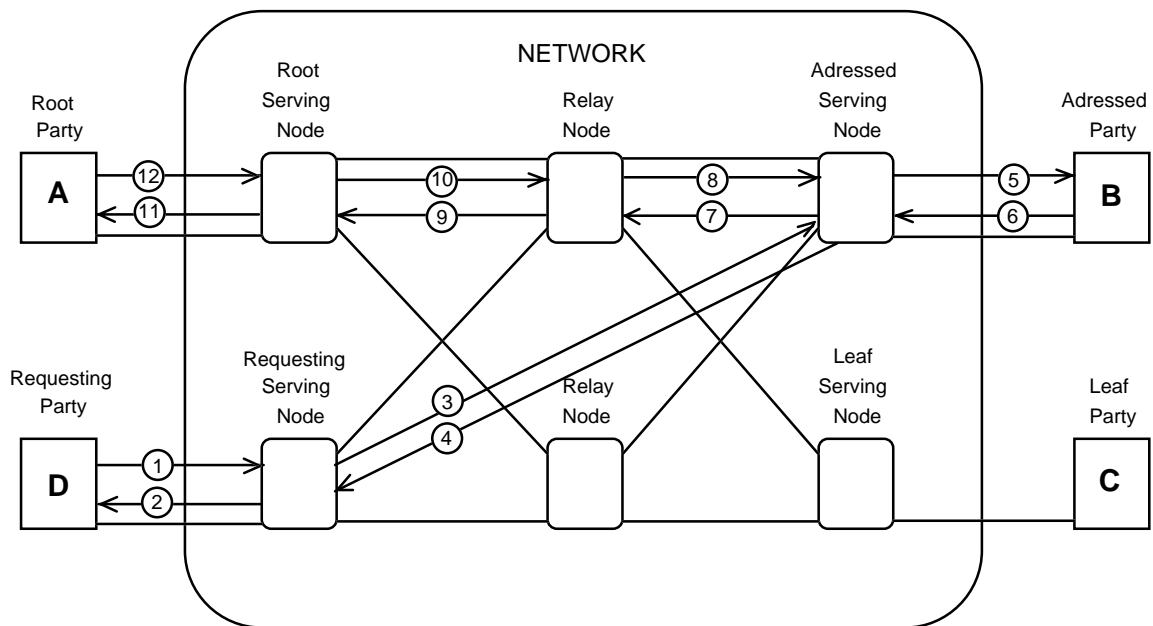 NETWORK
Root
Serving
Node
Relay
Node
Adressed
Serving
Node
Root
Party
Adressed
Party
A
12
11
10
9
8
7
5
6
B
Requesting
Party
Requesting
Serving
Node
3
4
Relay
Node
Leaf
Serving
Node
Leaf
Party
D
1
2
C